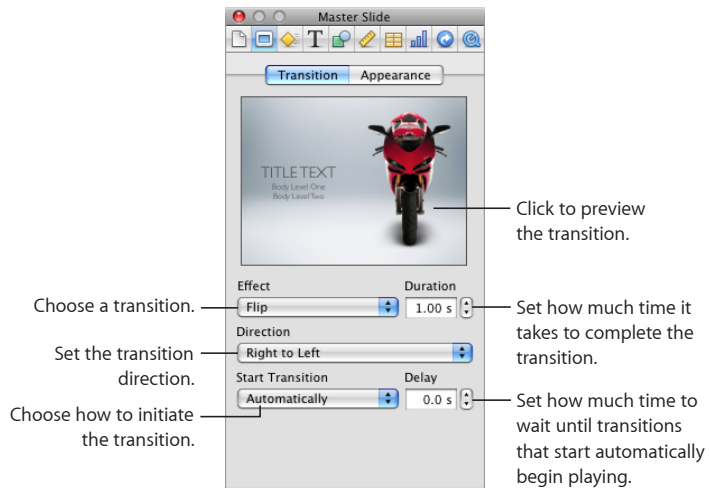 Master Slide
T
Transition
Appearance
TITLE TEXT
Body Level One
Body Level Two
Click to preview
the transition.
Effect
Duration
Choose a transition.
Flip
1.00 s
Set how much time it
takes to complete the
transition.
Direction
Set the transition
direction.
Right to Left
Start Transition
Delay
Choose how to initiate
the transition.
Automatically
0.0 s
Set how much time to
wait until transitions
that start automatically
begin playing.